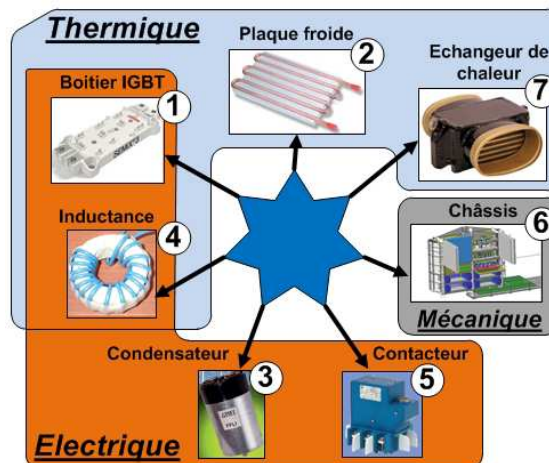 Thermique
Plaque froide
2
Echangeur de
chaleur
7
Boitier IGBT
1
Inductance
4
Châssis
6
Mécanique
Condensateur
3
Contacteur
5
Electrique